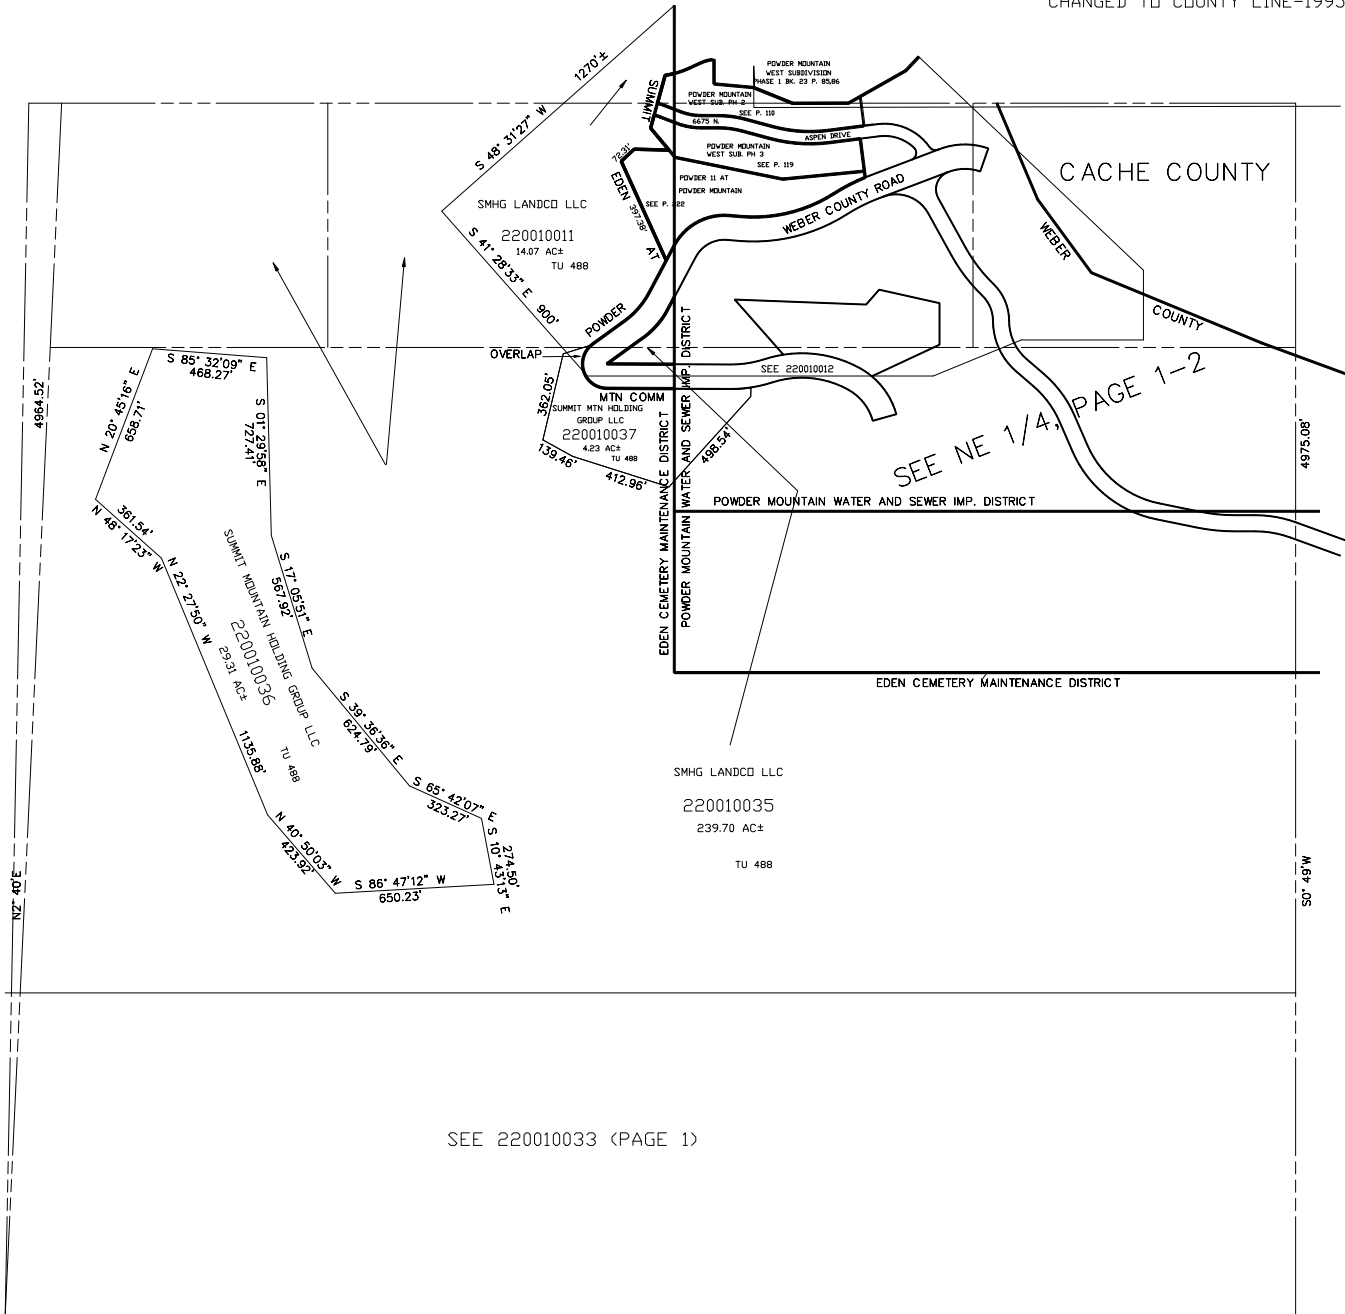 CHANGED TO COUNTY LINE-1995
1270'±
S 48° 31'27" W
SUMMIT
POWDER MOUNTAIN
WEST SUBDIVISION
PHASE 1 BK. 23 P. 85&86
POWDER MOUNTAIN
WEST SUB. PH 2
SEE P. 110
6675 N.
ASPEN DRIVE
POWDER MOUNTAIN
WEST SUB. PH 3
SEE P. 119
72.31'
EDEN
397.38'
AT
POWDER 11 AT
POWDER MOUNTAIN
CACHE COUNTY
SMHG LANDCO LLC
220010011
14.07 AC±
TU 488
S 41° 28'33" E
900'
WEBER COUNTY ROAD
WEBER
COUNTY
POWDER
OVERLAP
MTN COMM
SEE 220010012
362.05'
SUMMIT MTN HOLDING
GROUP LLC
220010037
4.23 AC±
TU 488
139.46'
412.96'
498.54'
SEE NE 1/4, PAGE 1-2
4964.52'
4975.08'
S 85° 32'09" E
468.27'
N 20° 45'16" E
658.71'
S 01° 29'58" E
727.41'
361.54'
N 48° 17'23" W
N 22° 27'50" W
1135.88'
S 17° 05'51" E
567.92'
SUMMIT MOUNTAIN HOLDING GROUP LLC
220010036
29.31 AC±
TU 488
S 39° 36'36" E
624.79'
S 65° 42'07" E
323.27'
274.50'
S 10° 43'13" E
N 40° 50'03" W
423.92'
S 86° 47'12" W
650.23'
POWDER MOUNTAIN WATER AND SEWER IMP. DISTRICT
EDEN CEMETERY MAINTENANCE DISTRICT
POWDER MOUNTAIN WATER AND SEWER IMP. DISTRICT
EDEN CEMETERY MAINTENANCE DISTRICT
SMHG LANDCO LLC
220010035
239.70 AC±
TU 488
N2° 40'E
S0° 49'W
SEE 220010033 (PAGE 1)